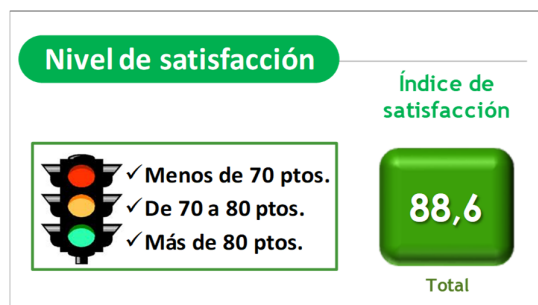 Nivel de satisfacción
Índice de
satisfacción
✓Menos de 70 ptos.
✓De 70 a 80 ptos.
✓Más de 80 ptos.
88,6
Total